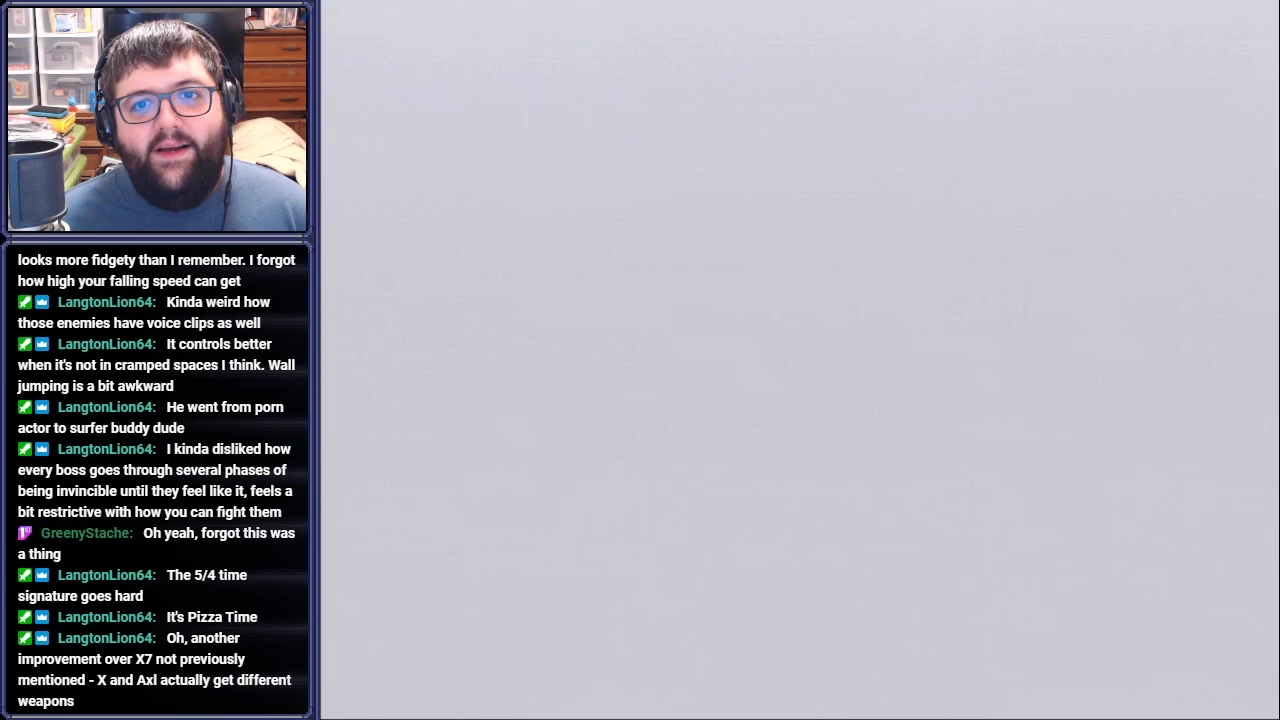 looks more fidgety than I remember. I forgot
how high your falling speed can get
LangtonLion64: Kinda weird how
those enemies have voice clips as well
LangtonLion64: It controls better
when it's not in cramped spaces I think. Wall
jumping is a bit awkward
LangtonLion64: He went from porn
actor to surfer buddy dude
LangtonLion64: I kinda disliked how
every boss goes through several phases of
being invincible until they feel like it, feels a
bit restrictive with how you can fight them
GreenyStache: Oh yeah, forgot this was
a thing
LangtonLion64: The 5/4 time
signature goes hard
LangtonLion64: It's Pizza Time
LangtonLion64: Oh, another
improvement over X7 not previously
mentioned - X and Axl actually get different
weapons